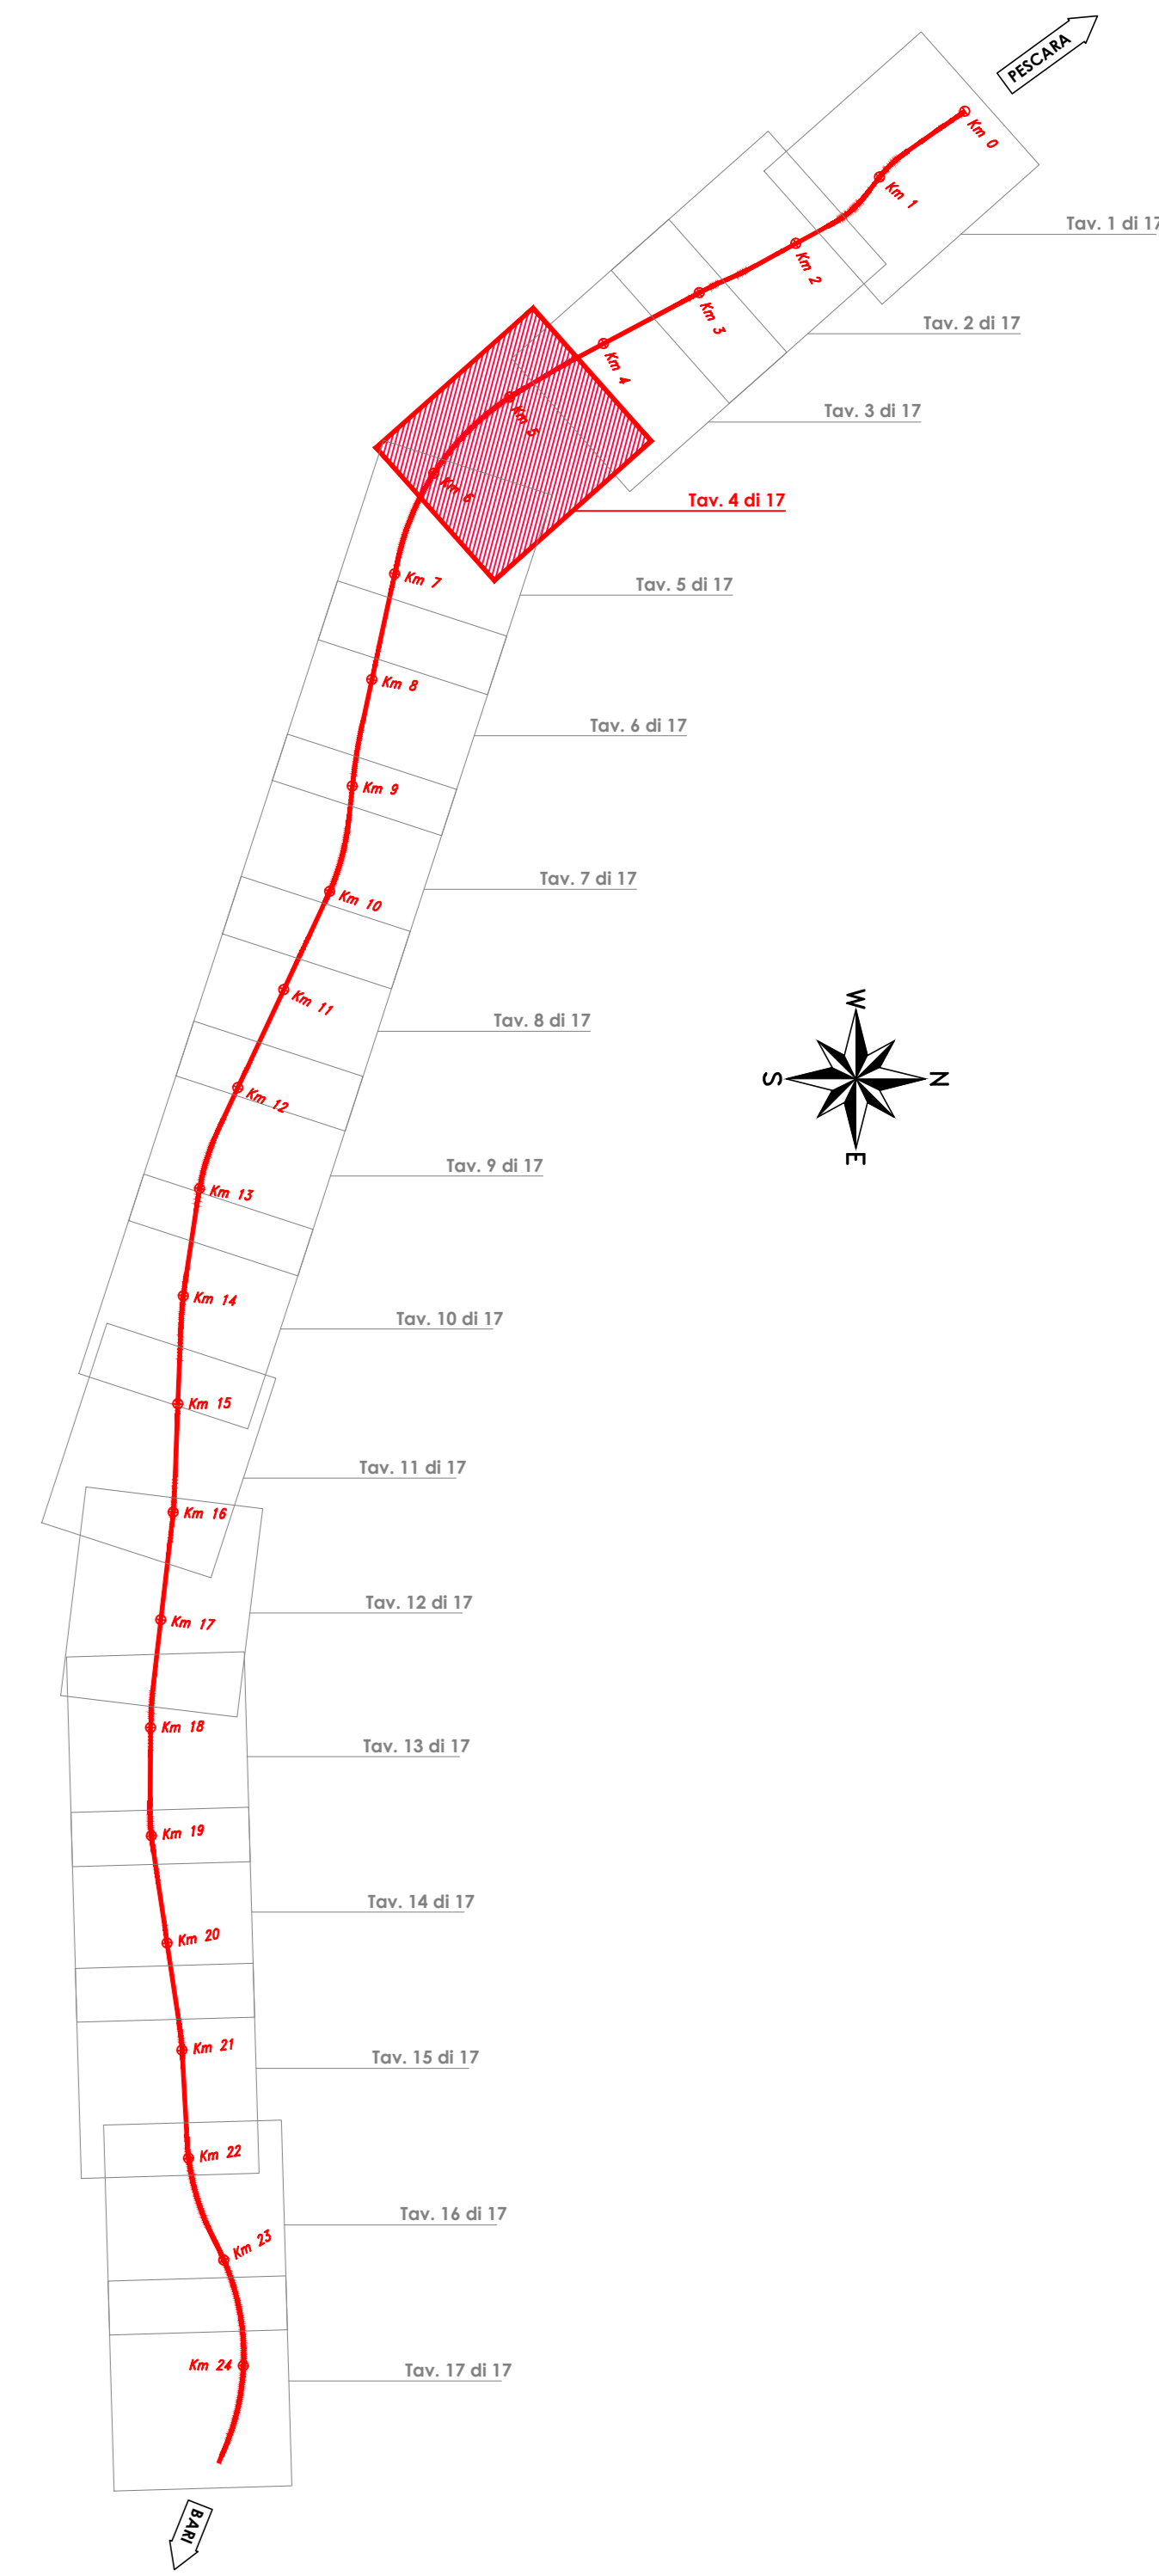 PESCARA
Km 0
Km 1
Tav. 1 di 17
Km 2
Km 3
Tav. 2 di 17
Km 4
Tav. 3 di 17
Km 5
Km 6
Tav. 4 di 17
Km 7
Tav. 5 di 17
Km 8
Tav. 6 di 17
Km 9
Tav. 7 di 17
Km 10
Km 11
W
Tav. 8 di 17
S
N
Km 12
E
Tav. 9 di 17
Km 13
Km 14
Tav. 10 di 17
Km 15
Tav. 11 di 17
Km 16
Tav. 12 di 17
Km 17
Km 18
Tav. 13 di 17
Km 19
Tav. 14 di 17
Km 20
Km 21
Tav. 15 di 17
Km 22
Tav. 16 di 17
Km 23
Km 24
Tav. 17 di 17
BARI